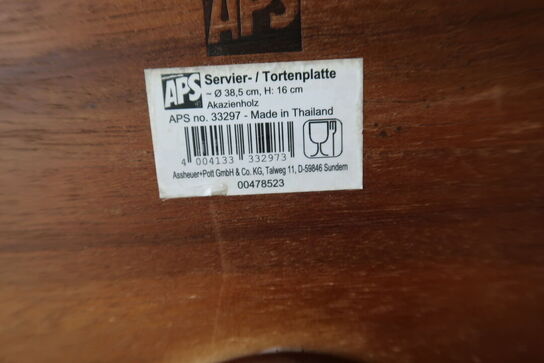 APS
APS Servier- / Tortenplatte
~ Ø 38,5 cm, H: 16 cm
Akazienholz
APS no. 33297 - Made in Thailand
4 004133 332973
Assheuer+Pott GmbH & Co. KG, Talweg 11, D-59846 Sundern
00478523